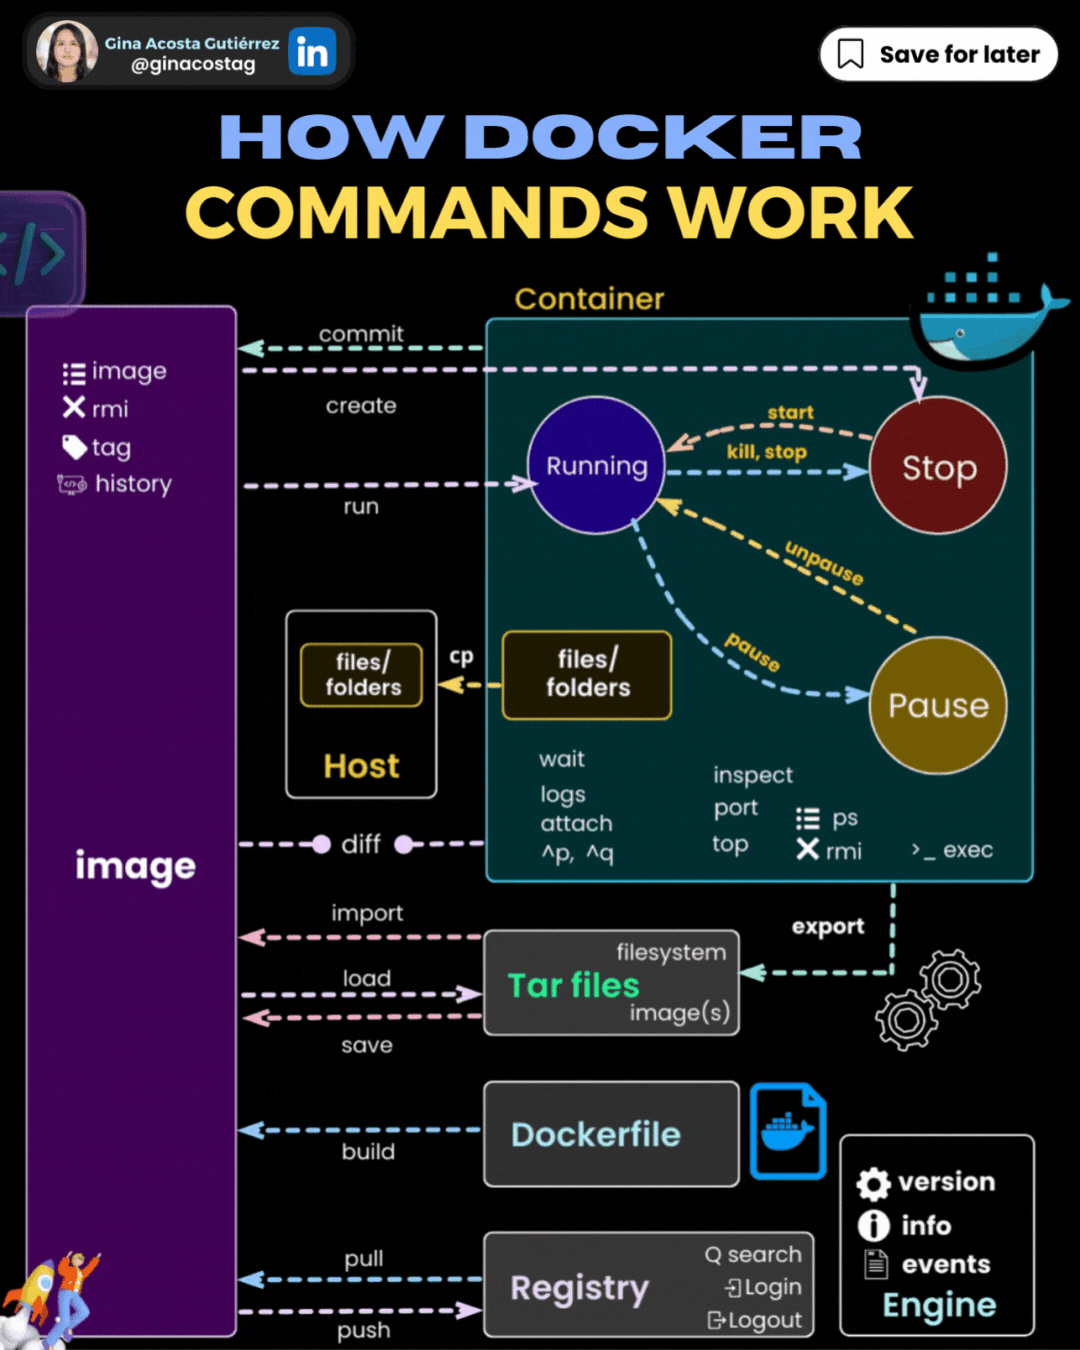 Gina Acosta Gutiérrez
@ginacostag
in
Save for later
HOW DOCKER
COMMANDS WORK
</>
Container
commit
image
create
rmi
tag
history
run
start
kill, stop
Running
Stop
unpause
pause
Pause
files/
folders
cp
files/
folders
Host
wait
logs
attach
^p, ^q
inspect
port
top
ps
rmi
>_ exec
diff
image
import
export
filesystem
Tar files
image(s)
load
save
Dockerfile
build
version
info
events
Engine
pull
push
Registry
search
Login
Logout